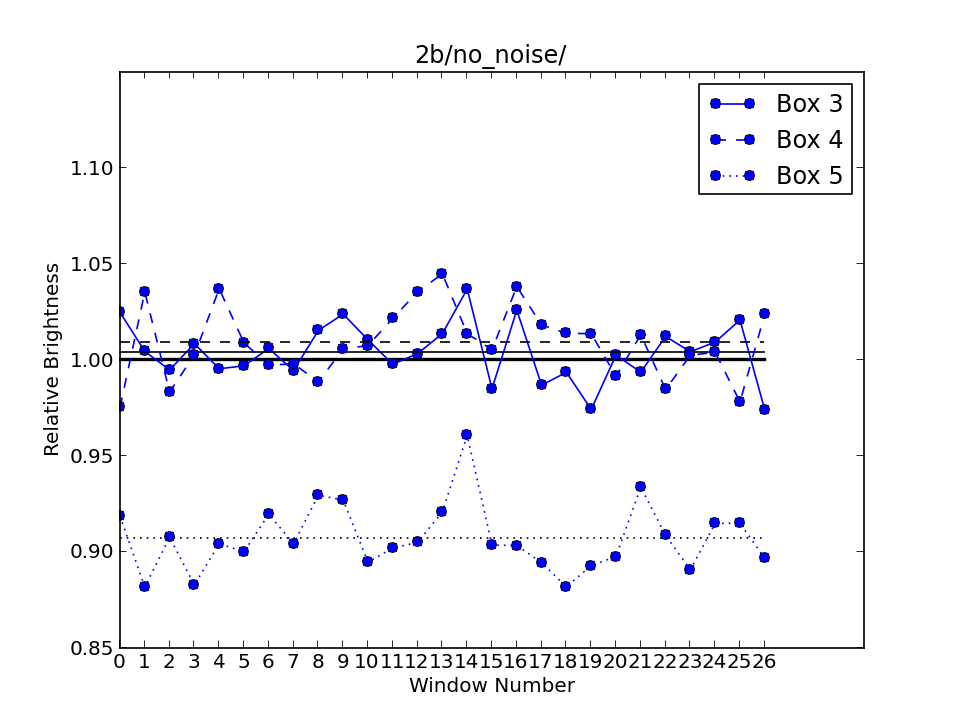 2b/no_noise/
Box 3
Box 4
Box 5
1.10
1.05
1.00
0.95
0.90
0.85
Relative Brightness
0 1 2 3 4 5 6 7 8 9 10 11 12 13 14 15 16 17 18 19 20 21 22 23 24 25 26
Window Number